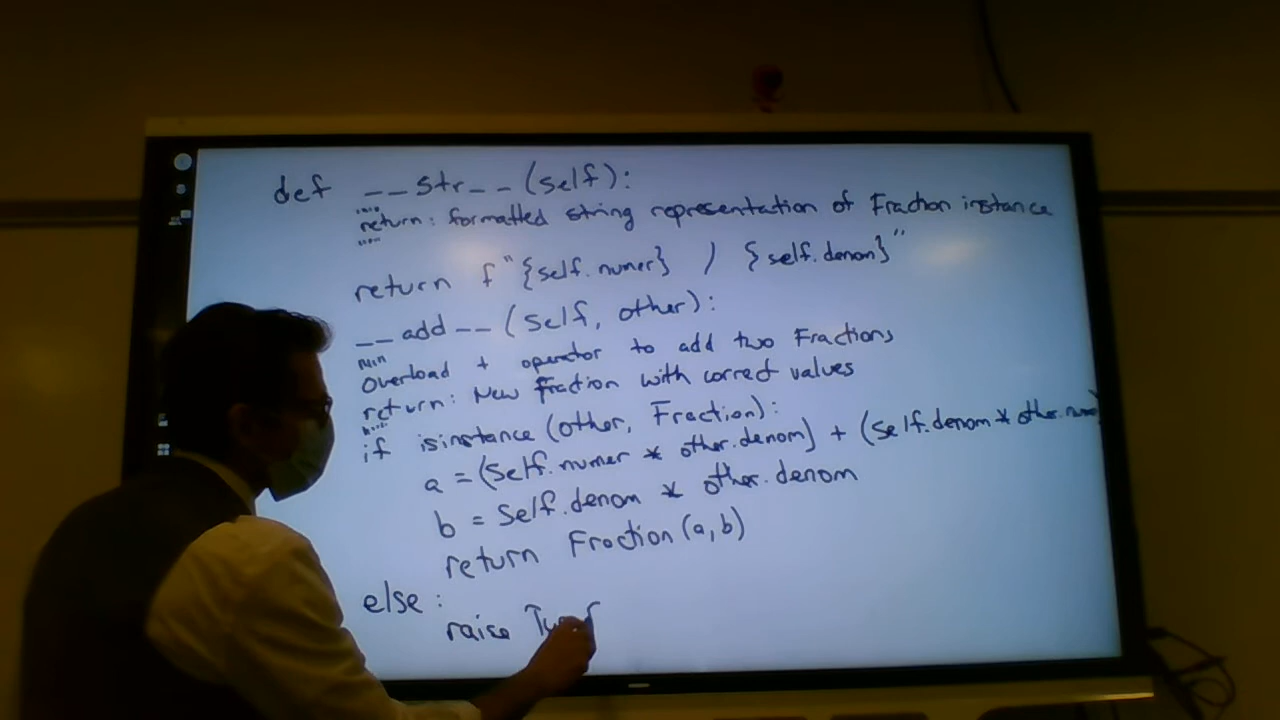 def __str__(self):
"""
return: formatted string representation of Fraction instance
"""
return f"{self.numer} / {self.denom}"
__add__(self, other):
"""
Overload + operator to add two Fractions
return: New Fraction with correct values
"""
if isinstance(other, Fraction):
a = (self.numer * other.denom) + (self.denom * other.numer)
b = self.denom * other.denom
return Fraction(a,b)
else:
raise